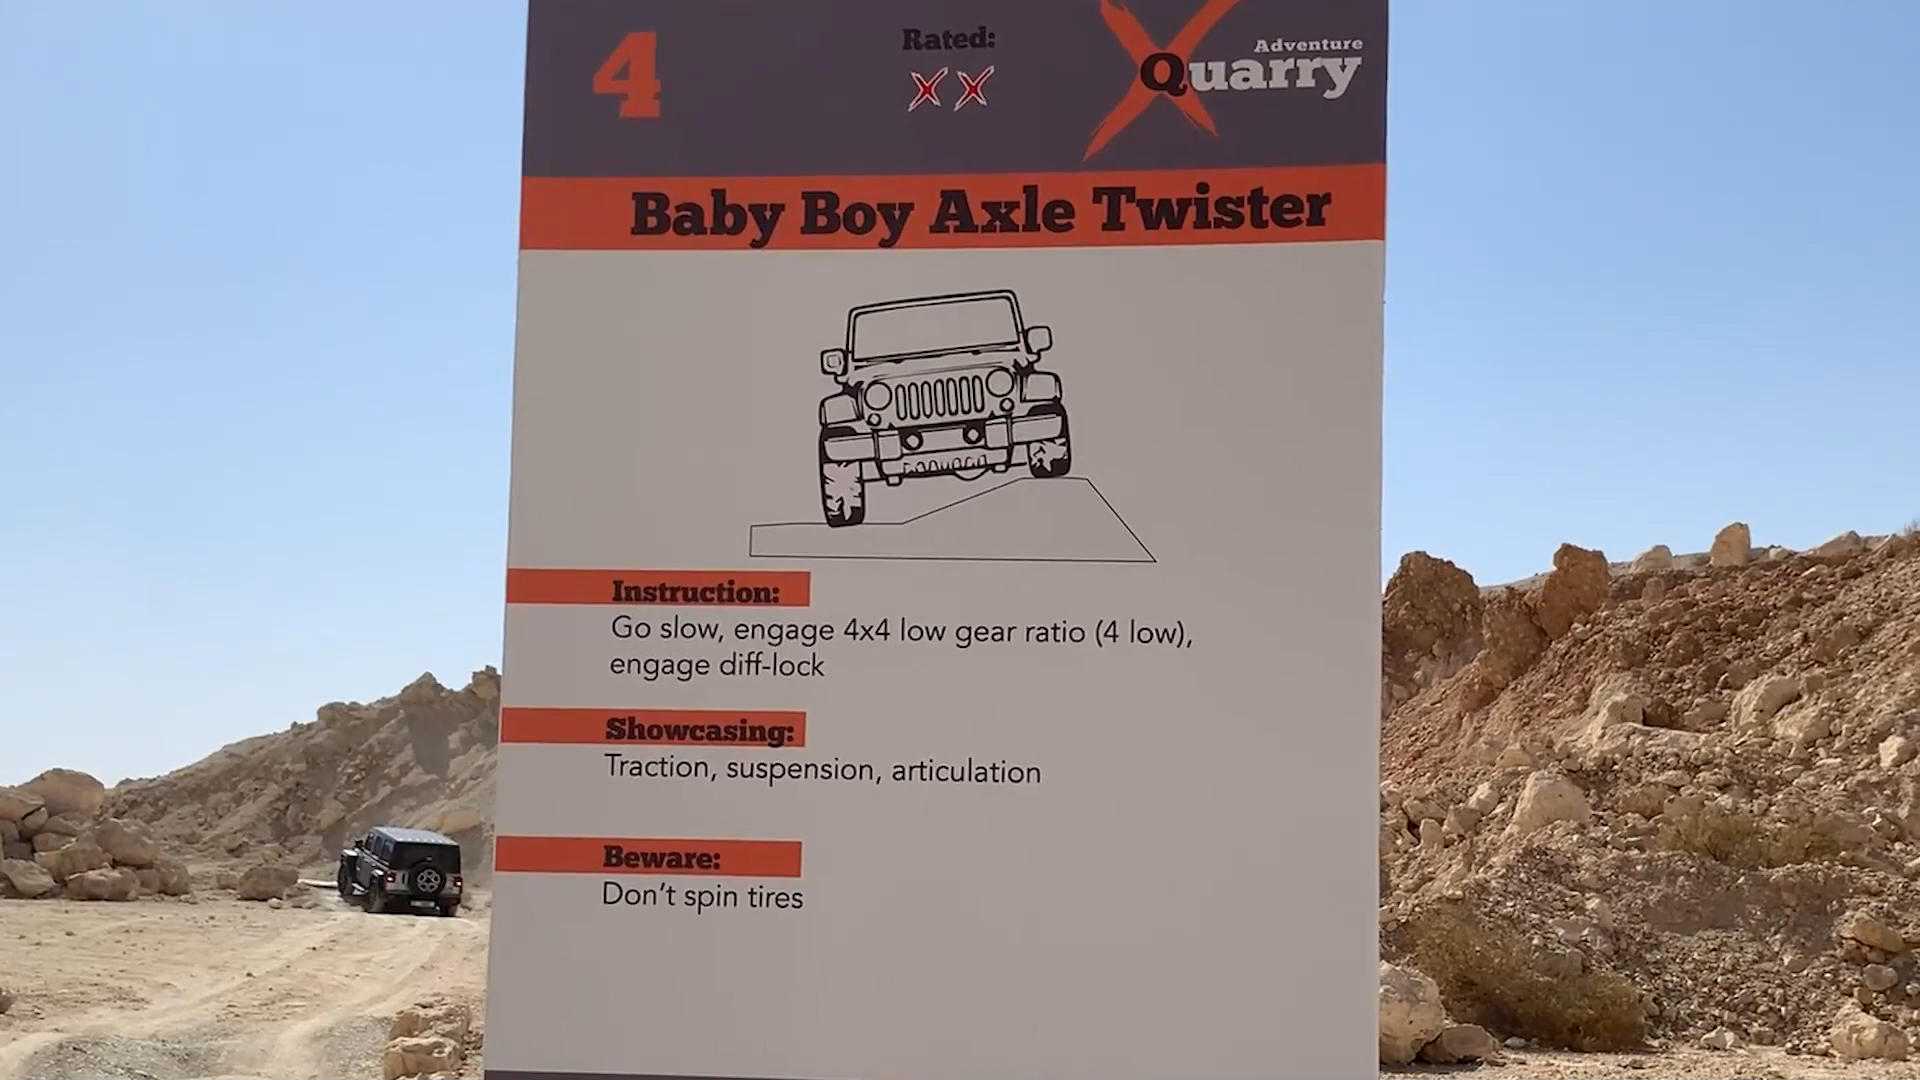 4
Rated:
XX
X
Adventure
Quarry
Baby Boy Axle Twister
Instruction:
Go slow, engage 4x4 low gear ratio (4 low),
engage diff-lock
Showcasing:
Traction, suspension, articulation
Beware:
Don't spin tires